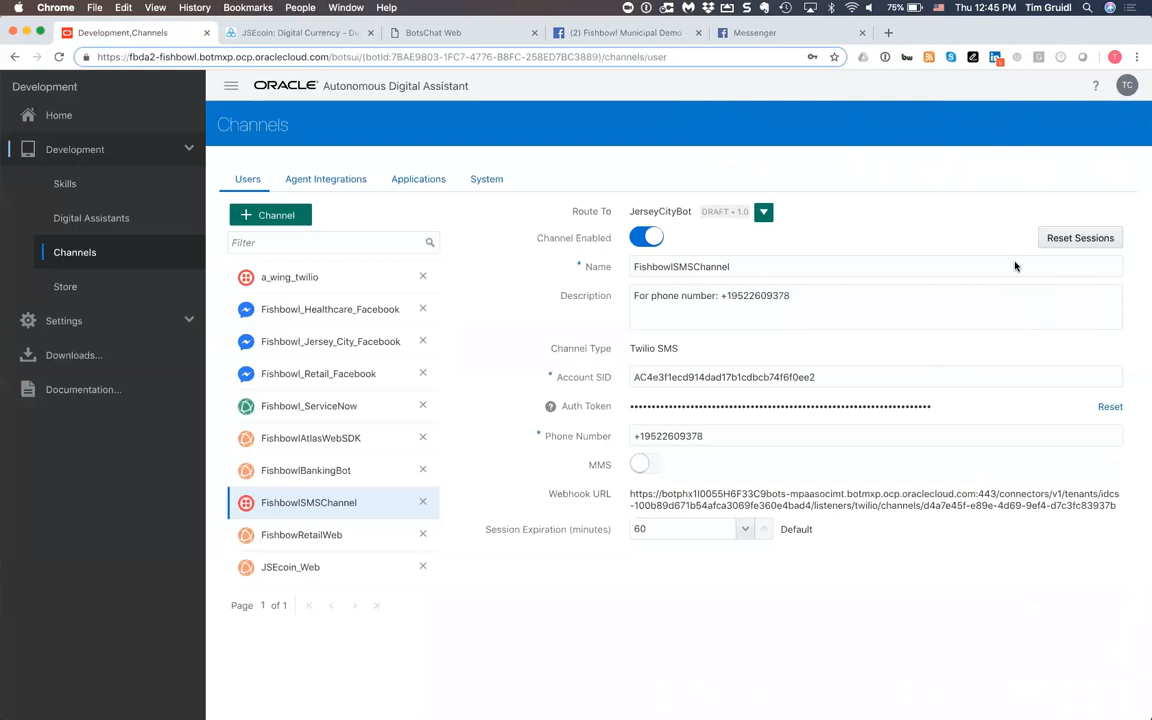 Chrome File Edit View History Bookmarks People Window Help 75% Thu 12:45 PM Tim Gruidl
Development,Channels
JSEcoin: Digital Currency - De
BotsChat Web
(2) Fishbowl Municipal Demo -
Messenger
https://fbda2-fishbowl.botmxp.ocp.oraclecloud.com/botsui/(botId:7BAE9803-1FC7-4776-B8FC-258ED7BC3889)/channels/user
Development
ORACLE Autonomous Digital Assistant
TC
Home
Development
Skills
Digital Assistants
Channels
Store
Settings
Downloads...
Documentation...
Channels
Users Agent Integrations Applications System
+ Channel
Filter
a_wing_twilio
Fishbowl_Healthcare_Facebook
Fishbowl_Jersey_City_Facebook
Fishbowl_Retail_Facebook
Fishbowl_ServiceNow
FishbowlAtlasWebSDK
FishbowlBankingBot
FishbowlSMSChannel
FishbowRetailWeb
JSEcoin_Web
Page 1 of 1
Route To JerseyCityBot DRAFT • 1.0
Channel Enabled
Reset Sessions
* Name FishbowlSMSChannel
Description For phone number: +19522609378
Channel Type Twilio SMS
* Account SID AC4e3f1ecd914dad17b1cdbcb74f6f0ee2
Auth Token Reset
* Phone Number +19522609378
MMS
Webhook URL https://botphx1I0055H6F33C9bots-mpaasocimt.botmxp.ocp.oraclecloud.com:443/connectors/v1/tenants/idcs
-100b89d671b54afca3069fe360e4bad4/listeners/twilio/channels/d4a7e45f-e89e-4d69-9ef4-d7c3fc83937b
Session Expiration (minutes) 60 Default